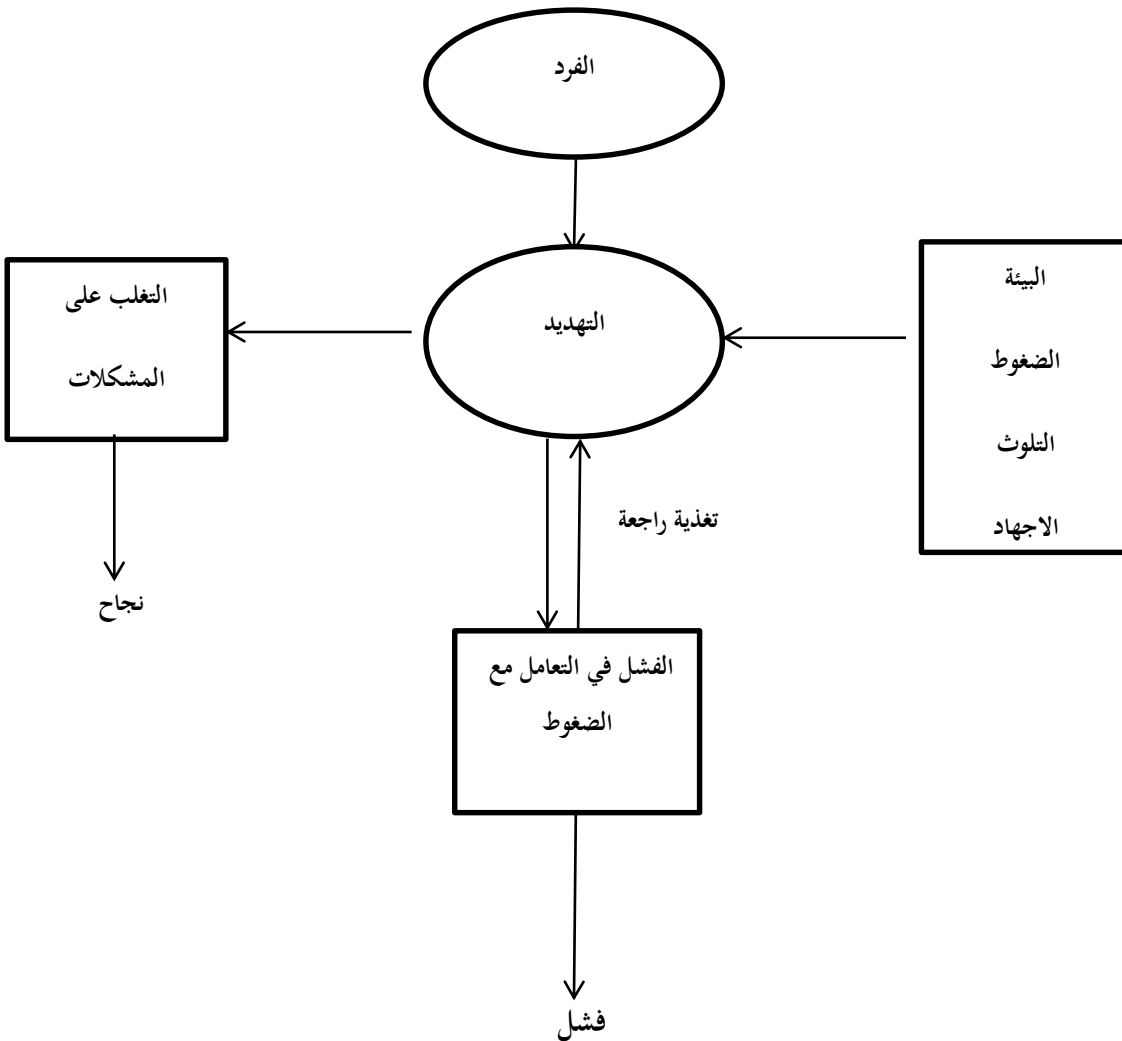 الفرد
البيئة
الضغوط
التلوث
الاجهاد
التهديد
التغلب على
المشكلات
تغذية راجعة
نجاح
الفشل في التعامل مع
الضغوط
فشل